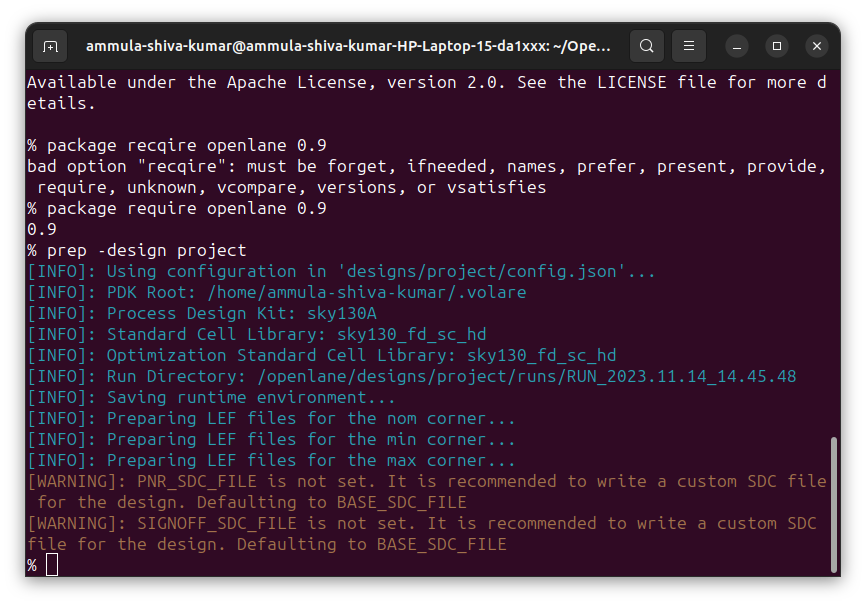 ammula-shiva-kumar@ammula-shiva-kumar-HP-Laptop-15-da1xxx: ~/Ope...
Available under the Apache License, version 2.0. See the LICENSE file for more d
etails.
% package recqire openlane 0.9
bad option "recqire": must be forget, ifneeded, names, prefer, present, provide,
 require, unknown, vcompare, versions, or vsatisfies
% package require openlane 0.9
0.9
% prep -design project
[INFO]: Using configuration in 'designs/project/config.json'...
[INFO]: PDK Root: /home/ammula-shiva-kumar/.volare
[INFO]: Process Design Kit: sky130A
[INFO]: Standard Cell Library: sky130_fd_sc_hd
[INFO]: Optimization Standard Cell Library: sky130_fd_sc_hd
[INFO]: Run Directory: /openlane/designs/project/runs/RUN_2023.11.14_14.45.48
[INFO]: Saving runtime environment...
[INFO]: Preparing LEF files for the nom corner...
[INFO]: Preparing LEF files for the min corner...
[INFO]: Preparing LEF files for the max corner...
[WARNING]: PNR_SDC_FILE is not set. It is recommended to write a custom SDC file
 for the design. Defaulting to BASE_SDC_FILE
[WARNING]: SIGNOFF_SDC_FILE is not set. It is recommended to write a custom SDC
file for the design. Defaulting to BASE_SDC_FILE
%